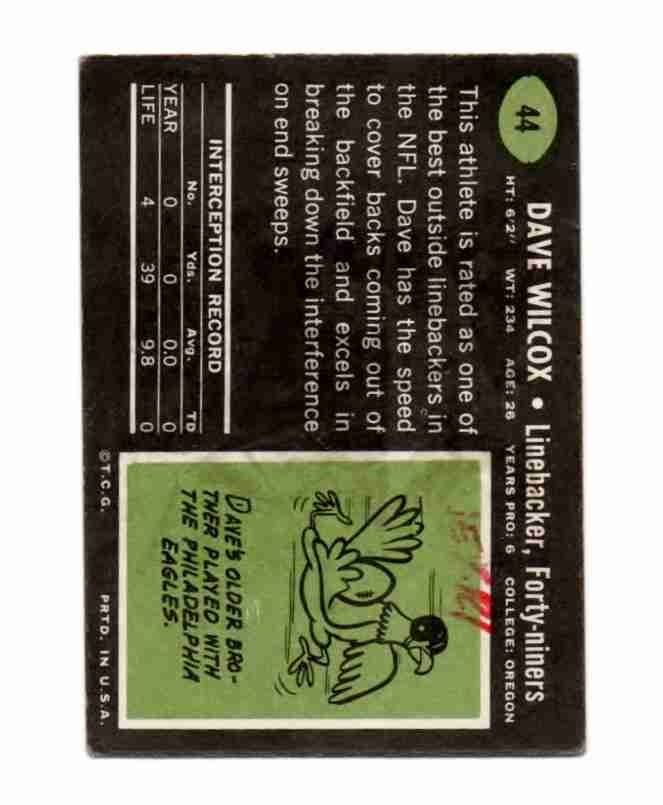 44
DAVE WILCOX • Linebacker, Forty-niners
HT: 6'2" WT: 234 AGE: 26 YEARS PRO: 6 COLLEGE: OREGON
This athlete is rated as one of
the best outside linebackers in
the NFL. Dave has the speed
to cover backs coming out of
the backfield and excels in
breaking down the interference
on end sweeps.
INTERCEPTION RECORD
No. Yds. Avg. TD
YEAR 0 0 0.0 0
LIFE 4 39 9.8 0
DAVE'S OLDER BRO-
THER PLAYED WITH
THE PHILADELPHIA
EAGLES.
©T.C.G. PRTD. IN U.S.A.